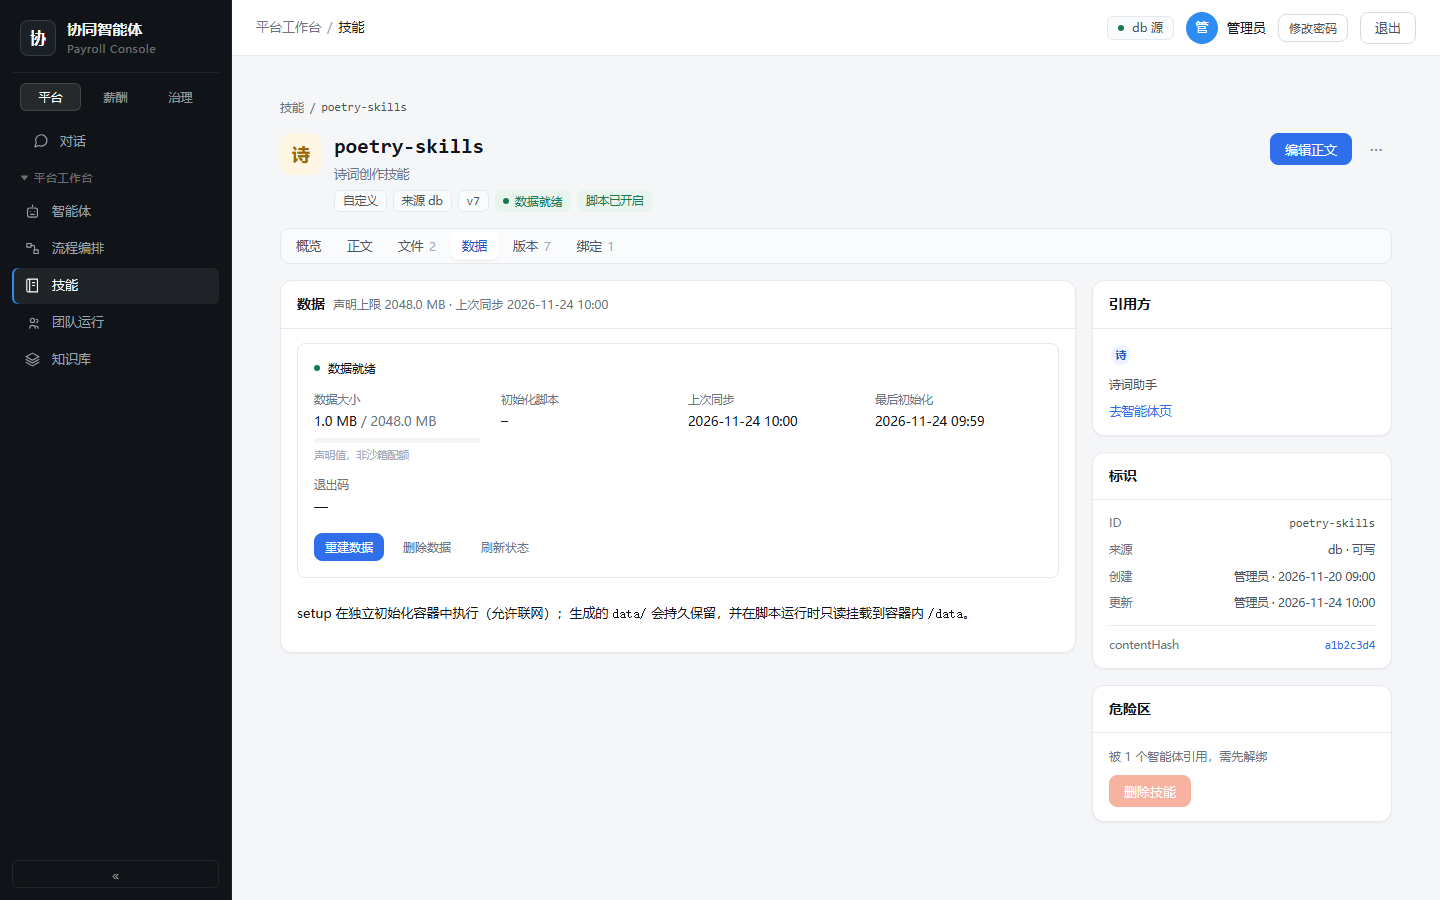 协
协同智能体
Payroll Console
平台
薪酬
治理
对话
平台工作台
智能体
流程编排
技能
团队运行
知识库
«
平台工作台 / 技能
db 源
管
管理员
修改密码
退出
技能 / poetry-skills
诗
poetry-skills
诗词创作技能
自定义
来源 db
v7
数据就绪
脚本已开启
编辑正文
···
概览
正文
文件 2
数据
版本 7
绑定 1
数据 声明上限 2048.0 MB · 上次同步 2026-11-24 10:00
数据就绪
数据大小
1.0 MB / 2048.0 MB
声明值，非沙箱配额
初始化脚本
–
上次同步
2026-11-24 10:00
最后初始化
2026-11-24 09:59
退出码
—
重建数据
删除数据
刷新状态
setup 在独立初始化容器中执行（允许联网）；生成的 data/ 会持久保留，并在脚本运行时只读挂载到容器内 /data。
引用方
诗
诗词助手
去智能体页
标识
ID poetry-skills
来源 db · 可写
创建 管理员 · 2026-11-20 09:00
更新 管理员 · 2026-11-24 10:00
contentHash a1b2c3d4
危险区
被 1 个智能体引用，需先解绑
删除技能